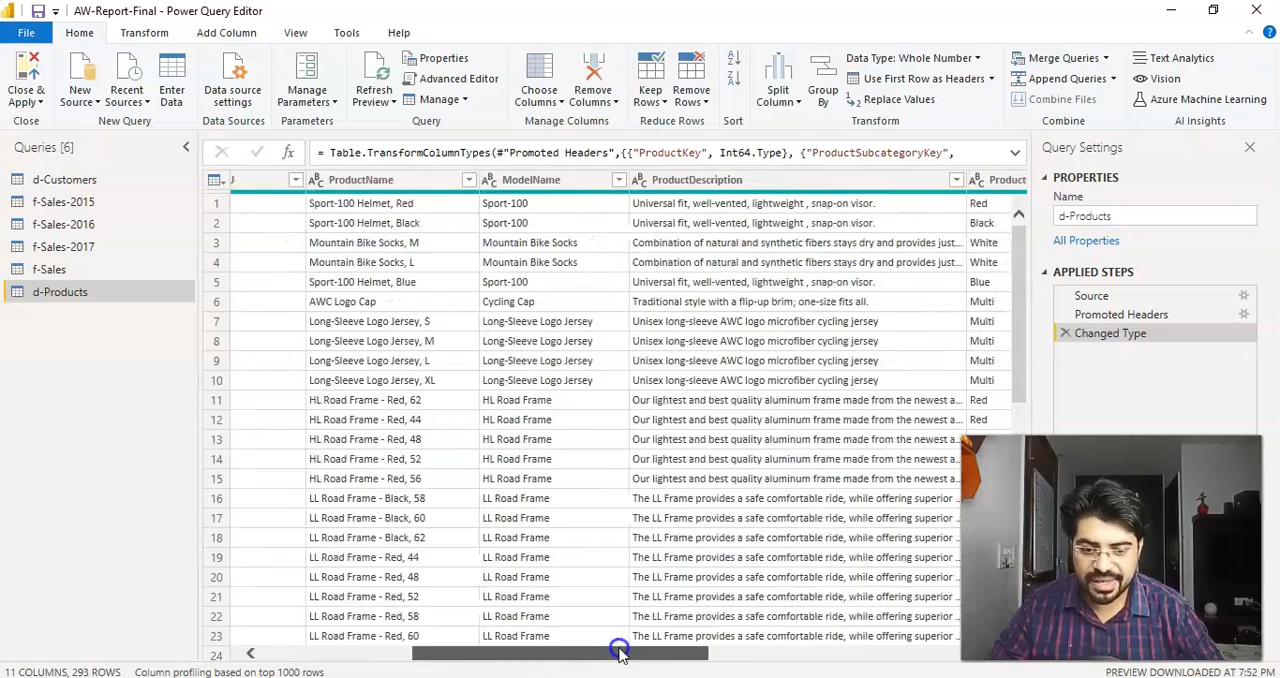 AW-Report-Final - Power Query Editor
File Home Transform Add Column View Tools Help
Close & Apply New Source Recent Sources Enter Data Data source settings Manage Parameters Refresh Preview Properties Advanced Editor Manage Choose Columns Remove Columns Keep Rows Remove Rows Split Column Group By Data Type: Whole Number Use First Row as Headers Replace Values Merge Queries Append Queries Combine Files Text Analytics Vision Azure Machine Learning
Close New Query Data Sources Parameters Query Manage Columns Reduce Rows Sort Transform Combine AI Insights
Queries [6]
d-Customers
f-Sales-2015
f-Sales-2016
f-Sales-2017
f-Sales
d-Products
= Table.TransformColumnTypes(#"Promoted Headers",{{"ProductKey", Int64.Type}, {"ProductSubcategoryKey",
ProductName ModelName ProductDescription Product
1 Sport-100 Helmet, Red Sport-100 Universal fit, well-vented, lightweight , snap-on visor. Red
2 Sport-100 Helmet, Black Sport-100 Universal fit, well-vented, lightweight , snap-on visor. Black
3 Mountain Bike Socks, M Mountain Bike Socks Combination of natural and synthetic fibers stays dry and provides just... White
4 Mountain Bike Socks, L Mountain Bike Socks Combination of natural and synthetic fibers stays dry and provides just... White
5 Sport-100 Helmet, Blue Sport-100 Universal fit, well-vented, lightweight , snap-on visor. Blue
6 AWC Logo Cap Cycling Cap Traditional style with a flip-up brim; one-size fits all. Multi
7 Long-Sleeve Logo Jersey, S Long-Sleeve Logo Jersey Unisex long-sleeve AWC logo microfiber cycling jersey Multi
8 Long-Sleeve Logo Jersey, M Long-Sleeve Logo Jersey Unisex long-sleeve AWC logo microfiber cycling jersey Multi
9 Long-Sleeve Logo Jersey, L Long-Sleeve Logo Jersey Unisex long-sleeve AWC logo microfiber cycling jersey Multi
10 Long-Sleeve Logo Jersey, XL Long-Sleeve Logo Jersey Unisex long-sleeve AWC logo microfiber cycling jersey Multi
11 HL Road Frame - Red, 62 HL Road Frame Our lightest and best quality aluminum frame made from the newest a... Red
12 HL Road Frame - Red, 44 HL Road Frame Our lightest and best quality aluminum frame made from the newest a... Red
13 HL Road Frame - Red, 48 HL Road Frame Our lightest and best quality aluminum frame made from the newest a...
14 HL Road Frame - Red, 52 HL Road Frame Our lightest and best quality aluminum frame made from the newest a...
15 HL Road Frame - Red, 56 HL Road Frame Our lightest and best quality aluminum frame made from the newest a...
16 LL Road Frame - Black, 58 LL Road Frame The LL Frame provides a safe comfortable ride, while offering superior ..
17 LL Road Frame - Black, 60 LL Road Frame The LL Frame provides a safe comfortable ride, while offering superior ..
18 LL Road Frame - Black, 62 LL Road Frame The LL Frame provides a safe comfortable ride, while offering superior ..
19 LL Road Frame - Red, 44 LL Road Frame The LL Frame provides a safe comfortable ride, while offering superior ..
20 LL Road Frame - Red, 48 LL Road Frame The LL Frame provides a safe comfortable ride, while offering superior ..
21 LL Road Frame - Red, 52 LL Road Frame The LL Frame provides a safe comfortable ride, while offering superior ..
22 LL Road Frame - Red, 58 LL Road Frame The LL Frame provides a safe comfortable ride, while offering superior ..
23 LL Road Frame - Red, 60 LL Road Frame The LL Frame provides a safe comfortable ride, while offering superior ..
24
Query Settings
PROPERTIES
Name
d-Products
All Properties
APPLIED STEPS
Source
Promoted Headers
Changed Type
11 COLUMNS, 293 ROWS Column profiling based on top 1000 rows PREVIEW DOWNLOADED AT 7:52 PM